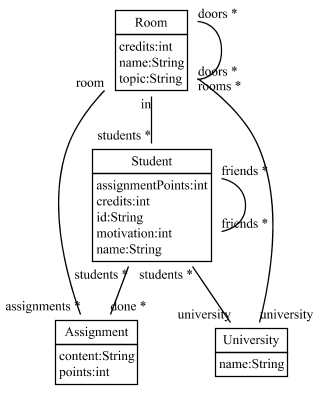 doors *
Room
credits:int
name:String
topic:String
doors *
room
rooms *
in
students *
Student
assignmentPoints:int
credits:int
id:String
motivation:int
name:String
friends *
friends *
students *
students *
assignments *
done *
university
university
Assignment
content:String
points:int
University
name:String